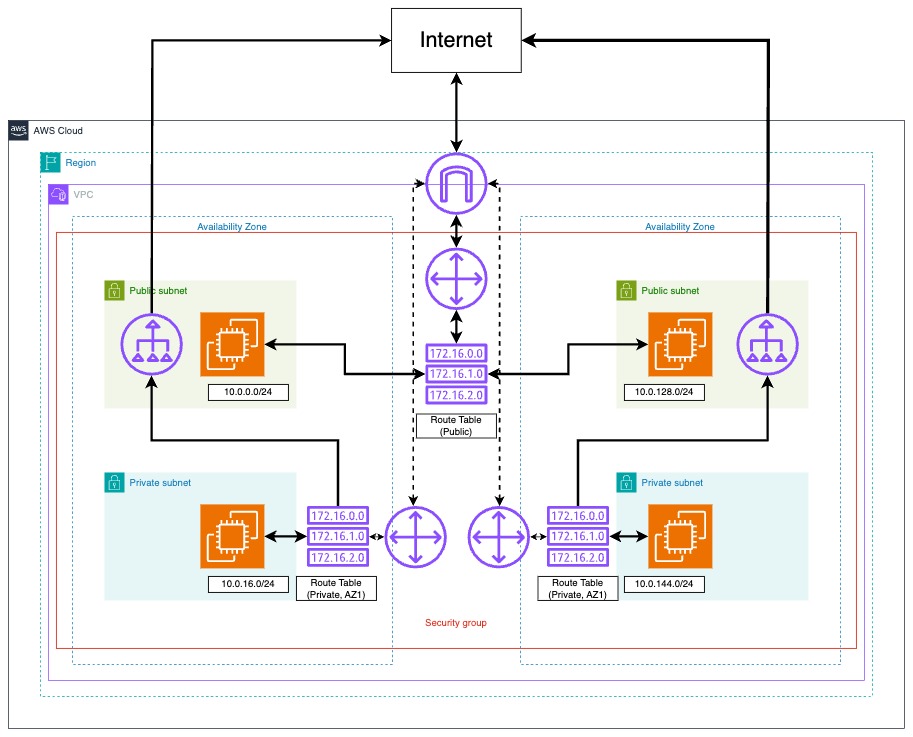 Internet
aws
AWS Cloud
Region
VPC
Availability Zone
Availability Zone
Public subnet
Public subnet
172.16.0.0
172.16.1.0
172.16.2.0
10.0.0.0/24
10.0.128.0/24
Route Table
(Public)
Private subnet
Private subnet
172.16.0.0
172.16.1.0
172.16.2.0
172.16.0.0
172.16.1.0
172.16.2.0
10.0.16.0/24
Route Table
(Private, AZ1)
Route Table
(Private, AZ1)
10.0.144.0/24
Security group